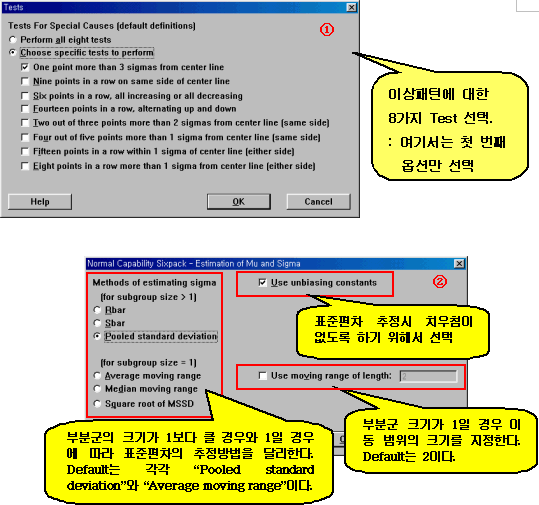 Tests
Tests For Special Causes (default definitions)
①
Perform all eight tests
Choose specific tests to perform
One point more than 3 sigmas from center line
Nine points in a row on same side of center line
Six points in a row, all increasing or all decreasing
Fourteen points in a row, alternating up and down
Two out of three points more than 2 sigmas from center line (same side)
Four out of five points more than 1 sigma from center line (same side)
Fifteen points in a row within 1 sigma of center line (either side)
Eight points in a row more than 1 sigma from center line (either side)
Help
OK
Cancel
이상패턴에 대한
8가지 Test 선택.
: 여기서는 첫 번째
옵션만 선택
Normal Capability Sixpack - Estimation of Mu and Sigma
②
Methods of estimating sigma
(for subgroup size > 1)
Rbar
Sbar
Pooled standard deviation
(for subgroup size = 1)
Average moving range
Median moving range
Square root of MSSD
Use unbiasing constants
표준편차 추정시 치우침이
없도록 하기 위해서 선택
Use moving range of length:
부분군의 크기가 1보다 클 경우와 1일 경우
에 따라 표준편차의 추정방법을 달리한다.
Default는 각각 “Pooled standard
deviation”와 “Average moving range”이다.
부분군 크기가 1일 경우 이
동 범위의 크기를 지정한다.
Default는 2이다.